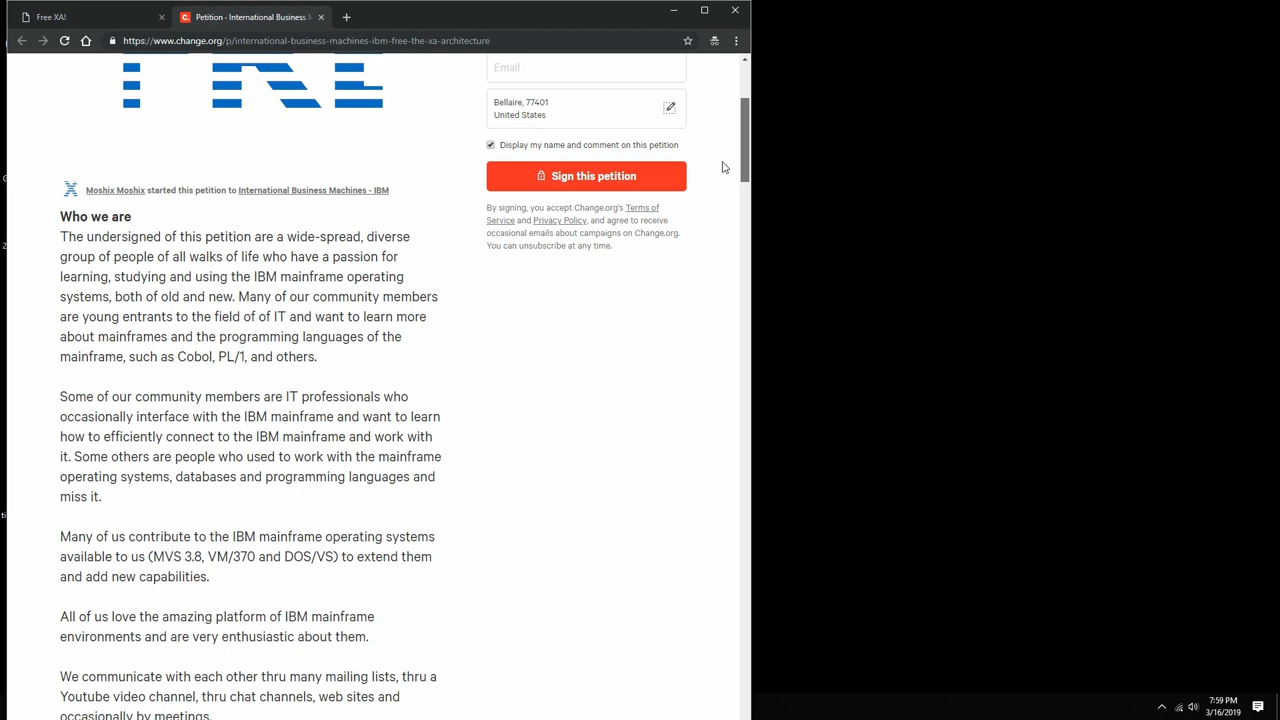 Free XA!
Petition - International Business M
https://www.change.org/p/international-business-machines-ibm-free-the-xa-architecture
Email
Bellaire, 77401
United States
Display my name and comment on this petition
Sign this petition
By signing, you accept Change.org's Terms of
Service and Privacy Policy, and agree to receive
occasional emails about campaigns on Change.org.
You can unsubscribe at any time.
Moshix Moshix started this petition to International Business Machines - IBM
Who we are
The undersigned of this petition are a wide-spread, diverse
group of people of all walks of life who have a passion for
learning, studying and using the IBM mainframe operating
systems, both of old and new. Many of our community members
are young entrants to the field of of IT and want to learn more
about mainframes and the programming languages of the
mainframe, such as Cobol, PL/1, and others.
Some of our community members are IT professionals who
occasionally interface with the IBM mainframe and want to learn
how to efficiently connect to the IBM mainframe and work with
it. Some others are people who used to work with the mainframe
operating systems, databases and programming languages and
miss it.
Many of us contribute to the IBM mainframe operating systems
available to us (MVS 3.8, VM/370 and DOS/VS) to extend them
and add new capabilities.
All of us love the amazing platform of IBM mainframe
environments and are very enthusiastic about them.
We communicate with each other thru many mailing lists, thru a
Youtube video channel, thru chat channels, web sites and
occasionally by meetings.
7:59 PM
3/16/2019